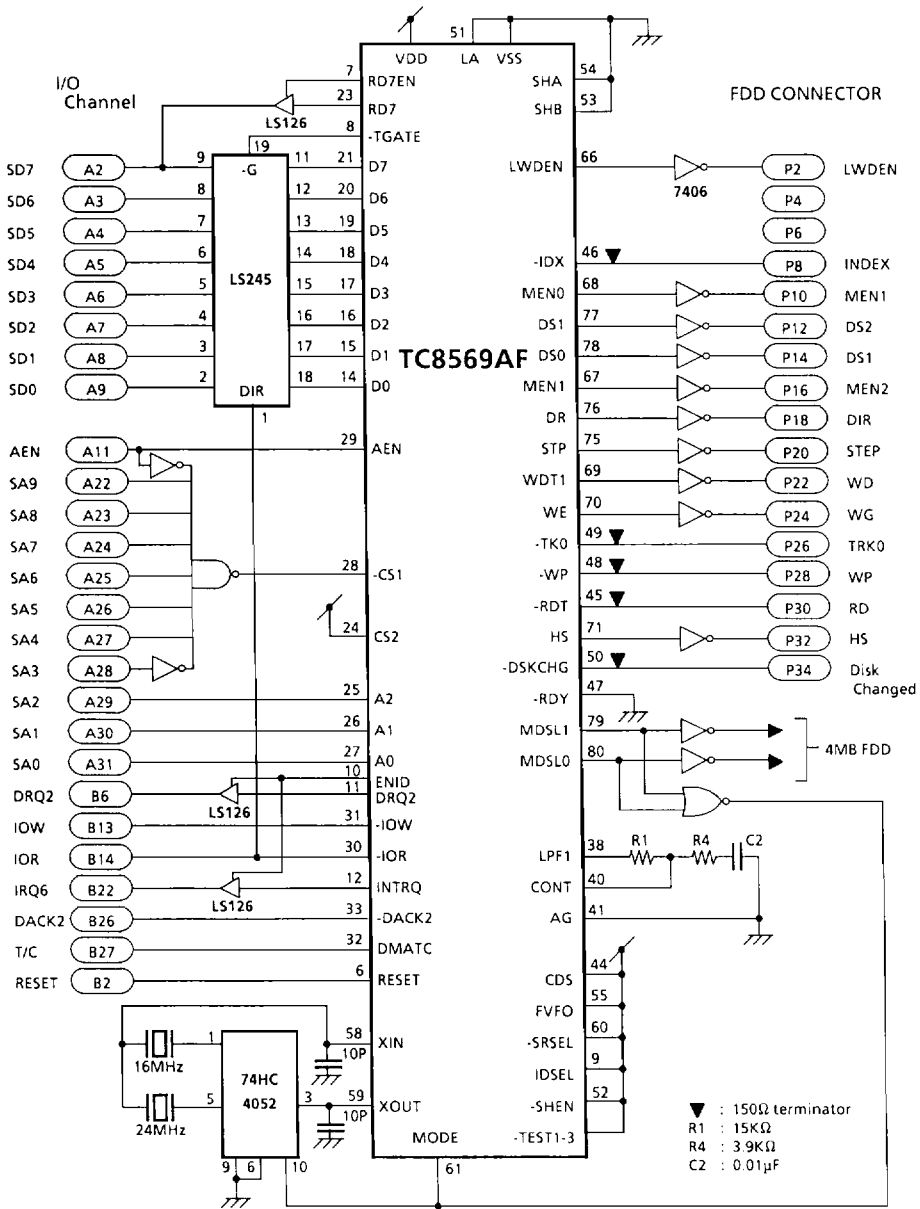 51
VDD LA VSS
I/O
Channel
7 RD7EN
23 RD7
LS126
8 -TGATE
19
SHA 54
SHB 53
FDD CONNECTOR
SD7 A2 9 -G 11 21 D7
LWDEN 66 P2 LWDEN
7406
SD6 A3 8 12 20 D6
P4
SD5 A4 7 13 19 D5
P6
SD4 A5 6 14 18 D4
LS245
-IDX 46 P8 INDEX
SD3 A6 5 15 17 D3
MEN0 68 P10 MEN1
SD2 A7 4 16 16 D2
DS1 77 P12 DS2
SD1 A8 3 17 15 D1
TC8569AF
DS0 78 P14 DS1
SD0 A9 2 DIR 18 14 D0
MEN1 67 P16 MEN2
1
DR 76 P18 DIR
AEN A11 29 AEN
STP 75 P20 STEP
SA9 A22
WDT1 69 P22 WD
SA8 A23
WE 70 P24 WG
SA7 A24
-TK0 49 P26 TRK0
SA6 A25 28 -CS1
-WP 48 P28 WP
SA5 A26
-RDT 45 P30 RD
SA4 A27 24 CS2
HS 71 P32 HS
SA3 A28
-DSKCHG 50 P34 Disk
Changed
SA2 A29 25 A2
-RDY 47
SA1 A30 26 A1
MDSL1 79
4MB FDD
SA0 A31 27 A0
MDSL0 80
10 ENID
DRQ2 B6 11 DRQ2
LS126
IOW B13 31 -IOW
IOR B14 30 -IOR
LPF1 38 R1 R4 C2
IRQ6 B22 12 INTRQ
LS126
CONT 40
DACK2 B26 33 -DACK2
AG 41
T/C B27 32 DMATC
RESET B2 6 RESET
CDS 44
FVFO 55
-SRSEL 60
IDSEL 9
-SHEN 52
-TEST1-3
16MHz 1 58 XIN
10P
74HC
4052
24MHz 5 3 59 XOUT
10P
9 6 10
MODE
61
▼ : 150Ω terminator
R1 : 15KΩ
R4 : 3.9KΩ
C2 : 0.01µF